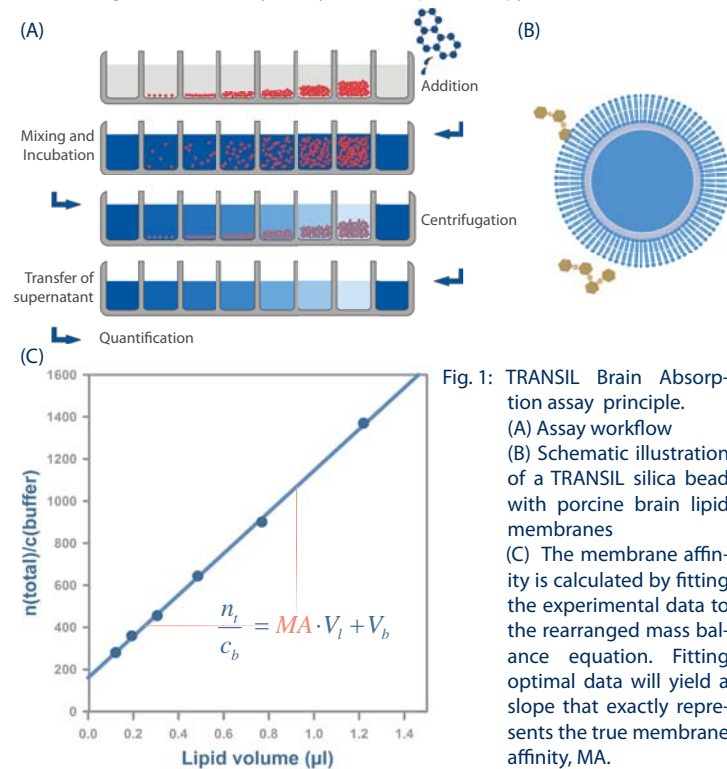 (A)
(B)
Addition
Mixing and
Incubation
Centrifugation
Transfer of
supernatant
Quantification
(C)
1600
1400
1200
1000
800
600
400
200
0
n(total)/c(buffer)
n_t/c_b = MA·V_l + V_b
0.0 0.2 0.4 0.6 0.8 1.0 1.2 1.4
Lipid volume (µl)
Fig. 1: TRANSIL Brain Absorp-
tion assay principle.
(A) Assay workflow
(B) Schematic illustration
of a TRANSIL silica bead
with porcine brain lipid
membranes
(C) The membrane affin-
ity is calculated by fitting
the experimental data to
the rearranged mass bal-
ance equation. Fitting
optimal data will yield a
slope that exactly repre-
sents the true membrane
affinity, MA.